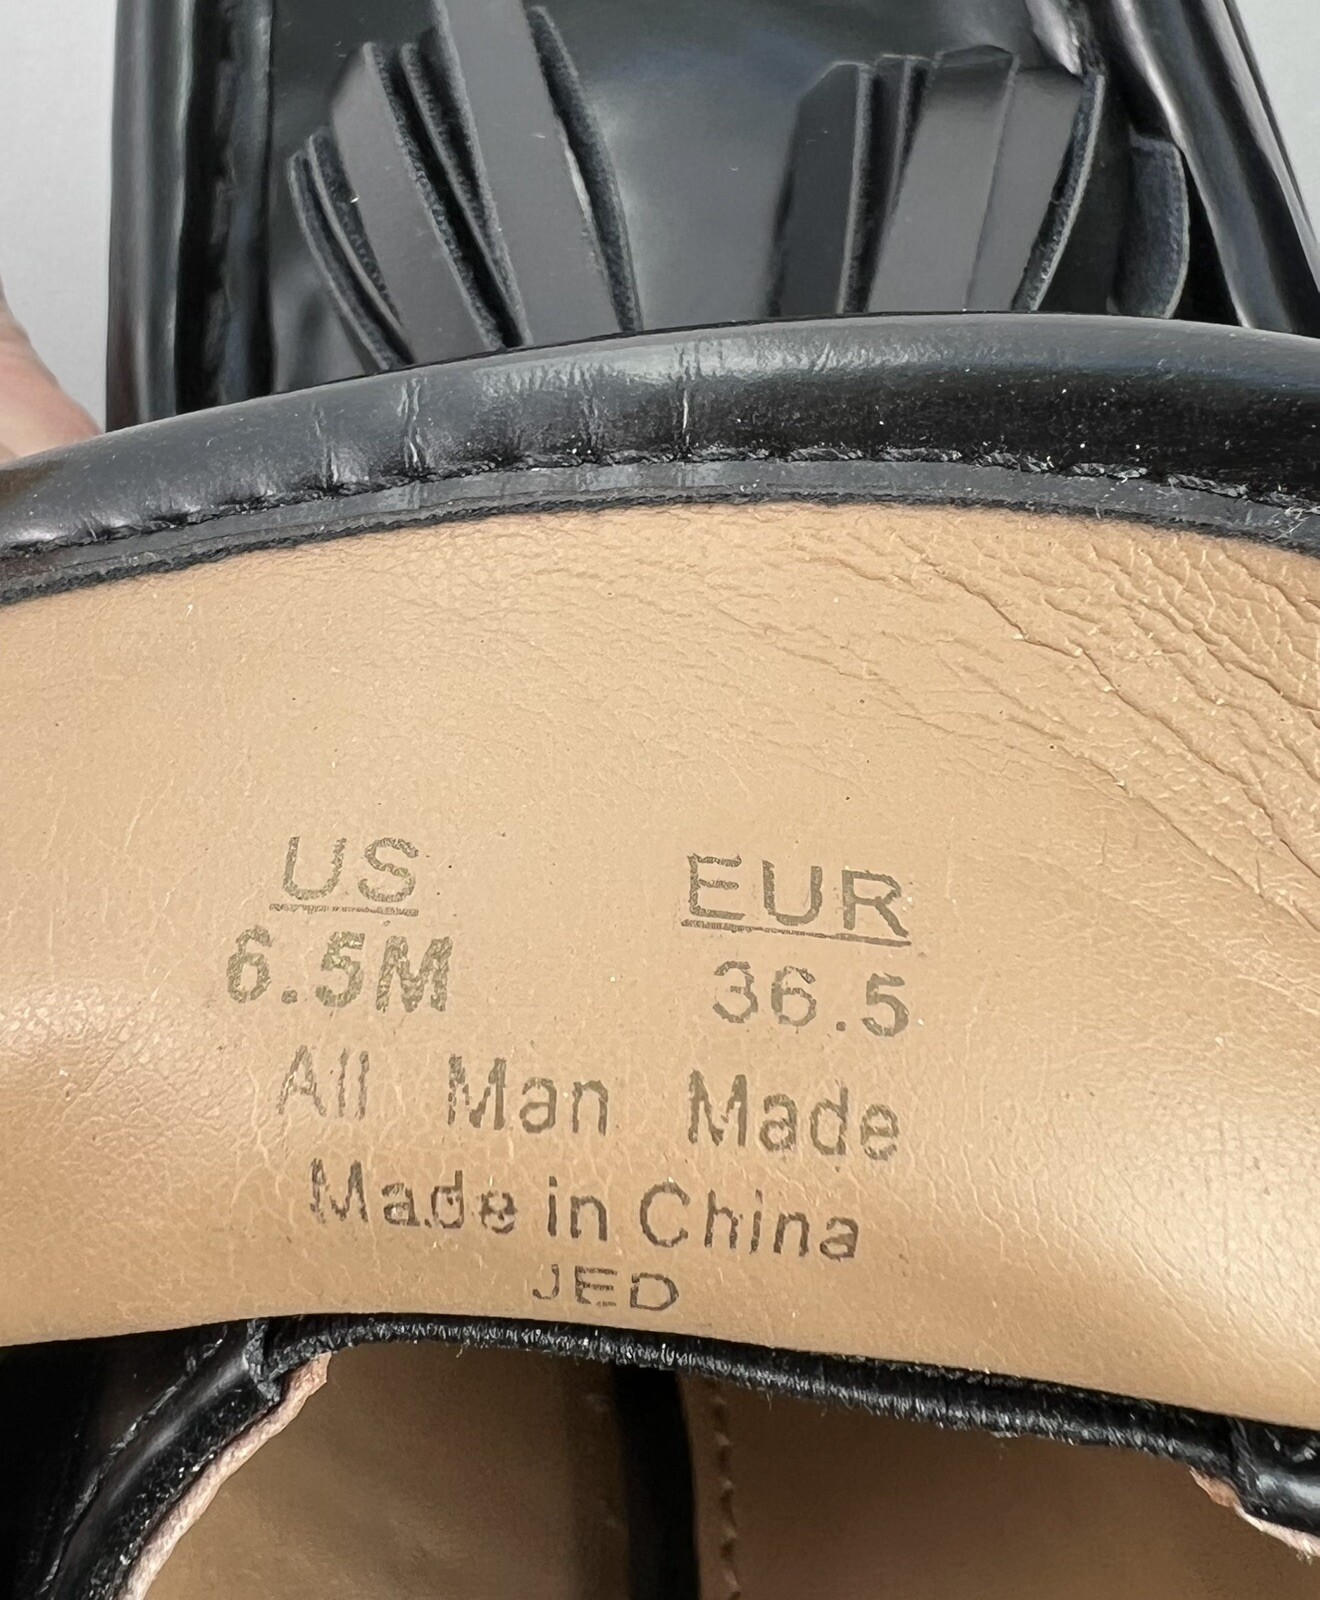 US EUR
6.5M 36.5
All Man Made
Made in China
JED